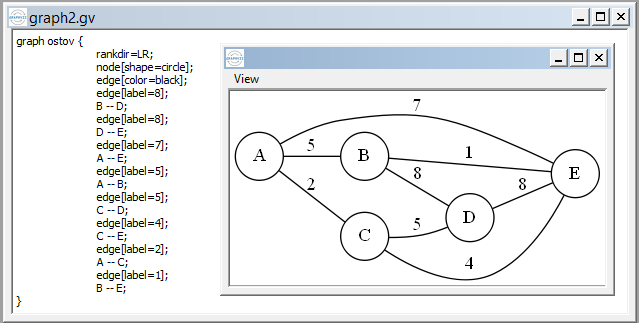 graph2.gv
graph ostov {
rankdir=LR;
node[shape=circle];
edge[color=black];
edge[label=8];
B -- D;
edge[label=8];
D -- E;
edge[label=7];
A -- E;
edge[label=5];
A -- B;
edge[label=5];
C -- D;
edge[label=4];
C -- E;
edge[label=2];
A -- C;
edge[label=1];
B -- E;
}
View
7
A 5 B 1 E
2 8 8
C 5 D
4